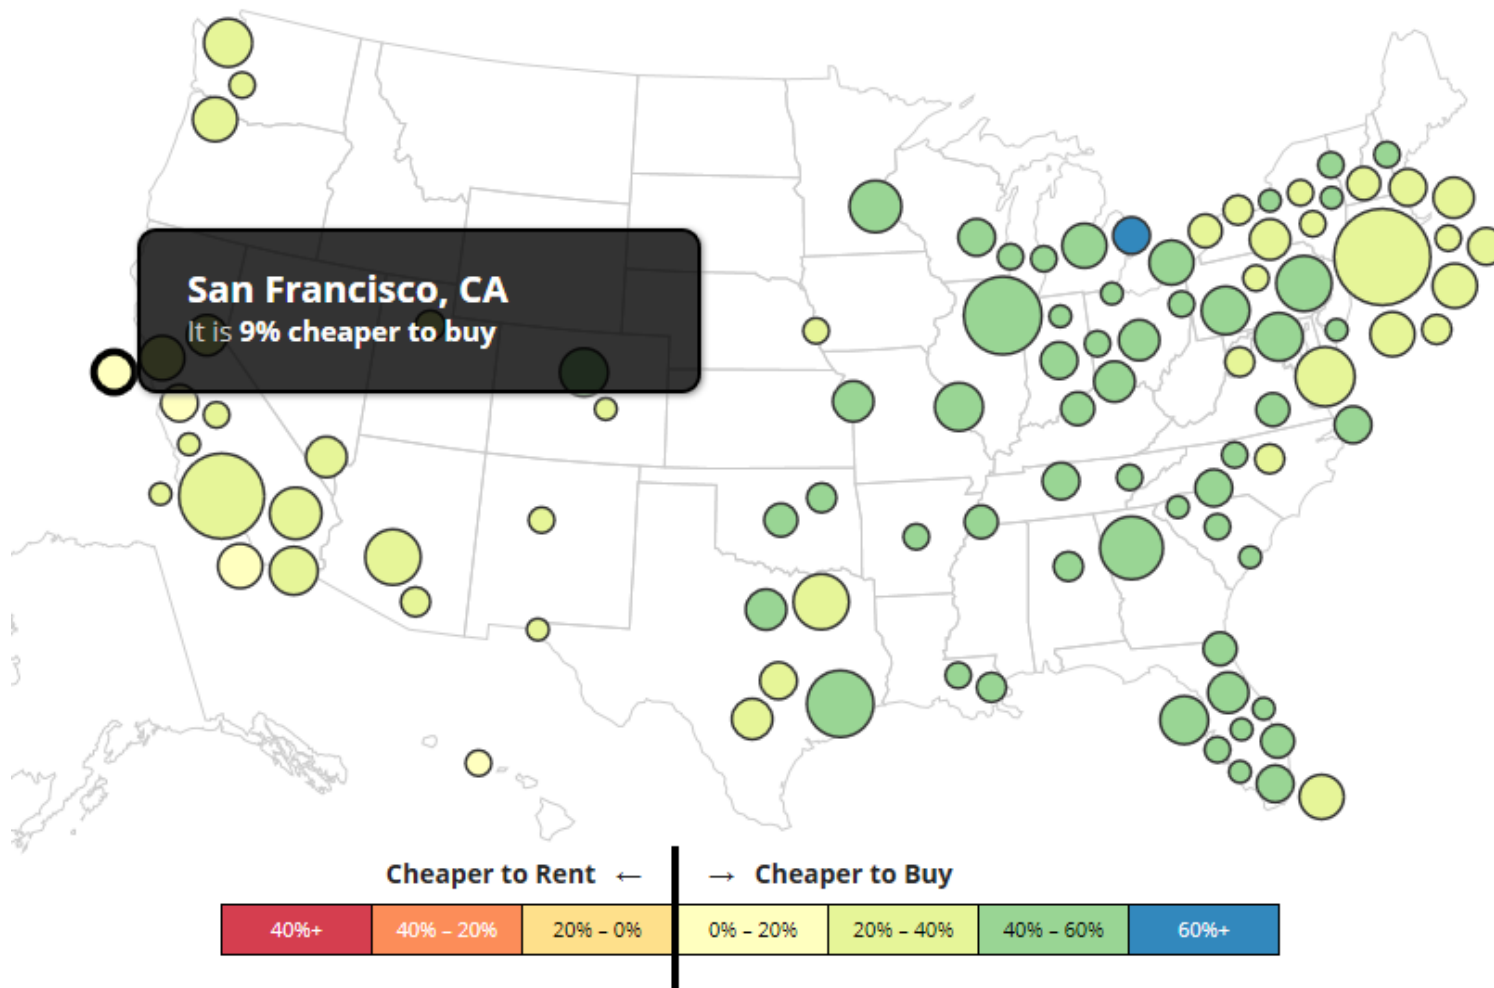 San Francisco, CA
It is 9% cheaper to buy
Cheaper to Rent ← → Cheaper to Buy
40%+ 40% – 20% 20% – 0% 0% – 20% 20% – 40% 40% – 60% 60%+